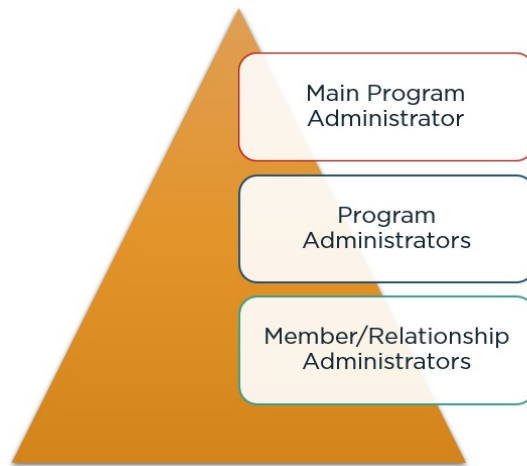 Main Program
Administrator
Program
Administrators
Member/Relationship
Administrators